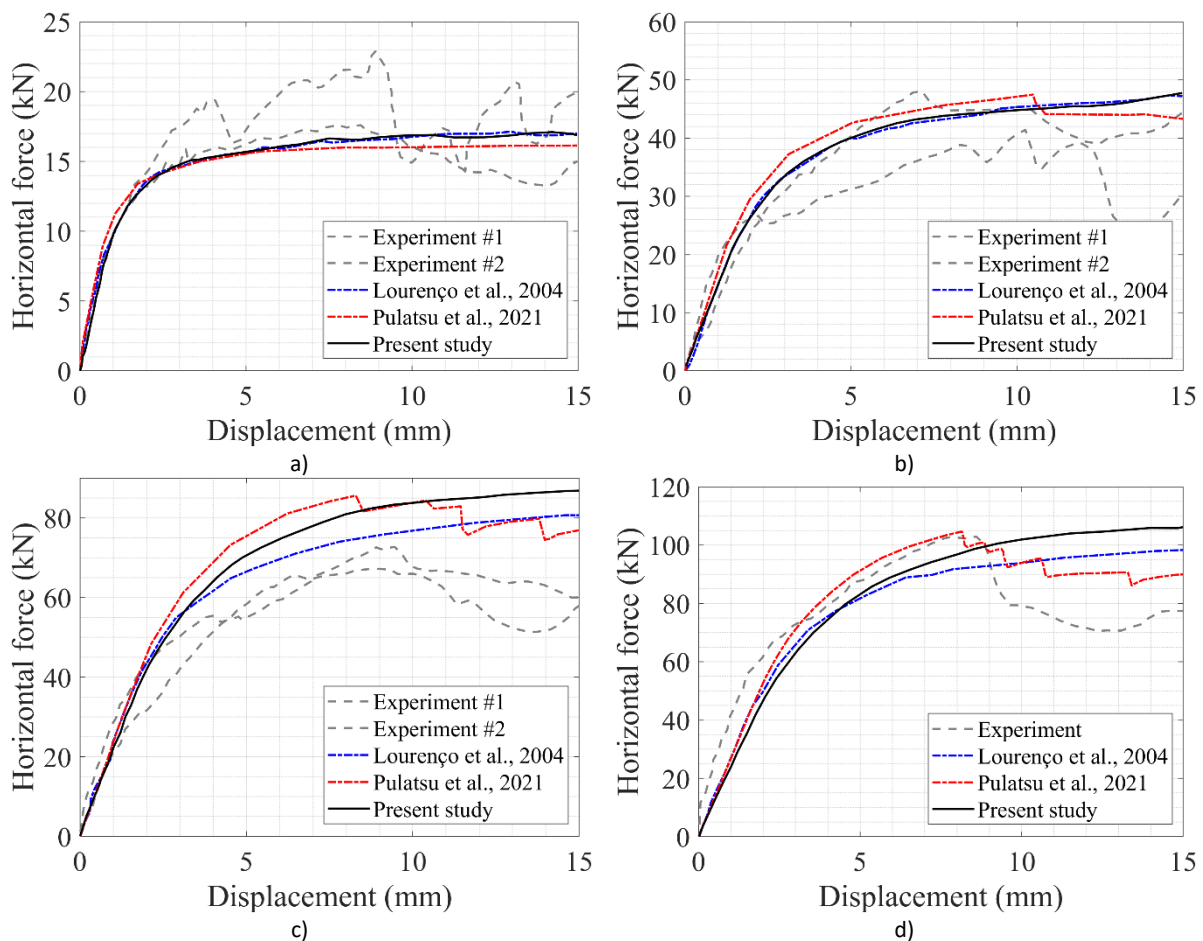 25
20
15
10
5
0
Horizontal force (kN)
Experiment #1
Experiment #2
Lourenço et al., 2004
Pulatsu et al., 2021
Present study
0 5 10 15
Displacement (mm)
a)
60
50
40
30
20
10
0
Horizontal force (kN)
Experiment #1
Experiment #2
Lourenço et al., 2004
Pulatsu et al., 2021
Present study
0 5 10 15
Displacement (mm)
b)
80
60
40
20
0
Horizontal force (kN)
Experiment #1
Experiment #2
Lourenço et al., 2004
Pulatsu et al., 2021
Present study
0 5 10 15
Displacement (mm)
c)
120
100
80
60
40
20
0
Horizontal force (kN)
Experiment
Lourenço et al., 2004
Pulatsu et al., 2021
Present study
0 5 10 15
Displacement (mm)
d)